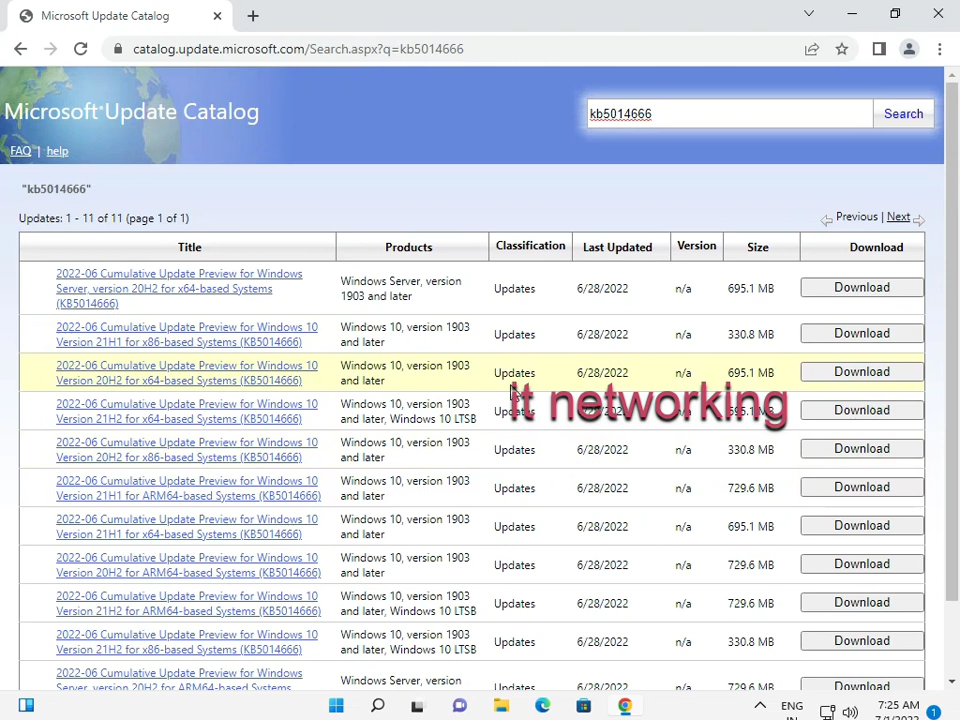 Microsoft Update Catalog
catalog.update.microsoft.com/Search.aspx?q=kb5014666
Microsoft Update Catalog
kb5014666
Search
FAQ | help
"kb5014666"
Updates: 1 - 11 of 11 (page 1 of 1)
Previous | Next
Title Products Classification Last Updated Version Size Download
2022-06 Cumulative Update Preview for Windows
Server, version 20H2 for x64-based Systems
(KB5014666)
Windows Server, version
1903 and later
Updates 6/28/2022 n/a 695.1 MB Download
2022-06 Cumulative Update Preview for Windows 10
Version 21H1 for x86-based Systems (KB5014666)
Windows 10, version 1903
and later
Updates 6/28/2022 n/a 330.8 MB Download
2022-06 Cumulative Update Preview for Windows 10
Version 20H2 for x64-based Systems (KB5014666)
Windows 10, version 1903
and later
Updates 6/28/2022 n/a 695.1 MB Download
it networking
2022-06 Cumulative Update Preview for Windows 10
Version 21H2 for x64-based Systems (KB5014666)
Windows 10, version 1903
and later, Windows 10 LTSB
Updates n/a 695.1 MB Download
2022-06 Cumulative Update Preview for Windows 10
Version 20H2 for x86-based Systems (KB5014666)
Windows 10, version 1903
and later
Updates 6/28/2022 n/a 330.8 MB Download
2022-06 Cumulative Update Preview for Windows 10
Version 21H1 for ARM64-based Systems (KB5014666)
Windows 10, version 1903
and later
Updates 6/28/2022 n/a 729.6 MB Download
2022-06 Cumulative Update Preview for Windows 10
Version 21H1 for x64-based Systems (KB5014666)
Windows 10, version 1903
and later
Updates 6/28/2022 n/a 695.1 MB Download
2022-06 Cumulative Update Preview for Windows 10
Version 20H2 for ARM64-based Systems (KB5014666)
Windows 10, version 1903
and later
Updates 6/28/2022 n/a 729.6 MB Download
2022-06 Cumulative Update Preview for Windows 10
Version 21H2 for ARM64-based Systems (KB5014666)
Windows 10, version 1903
and later, Windows 10 LTSB
Updates 6/28/2022 n/a 729.6 MB Download
2022-06 Cumulative Update Preview for Windows 10
Version 21H2 for x86-based Systems (KB5014666)
Windows 10, version 1903
and later, Windows 10 LTSB
Updates 6/28/2022 n/a 330.8 MB Download
2022-06 Cumulative Update Preview for Windows
Server, version 20H2 for ARM64-based Systems
Windows Server, version
Updates 6/28/2022 n/a 729.6 MB Download
ENG
IN
7:25 AM
1